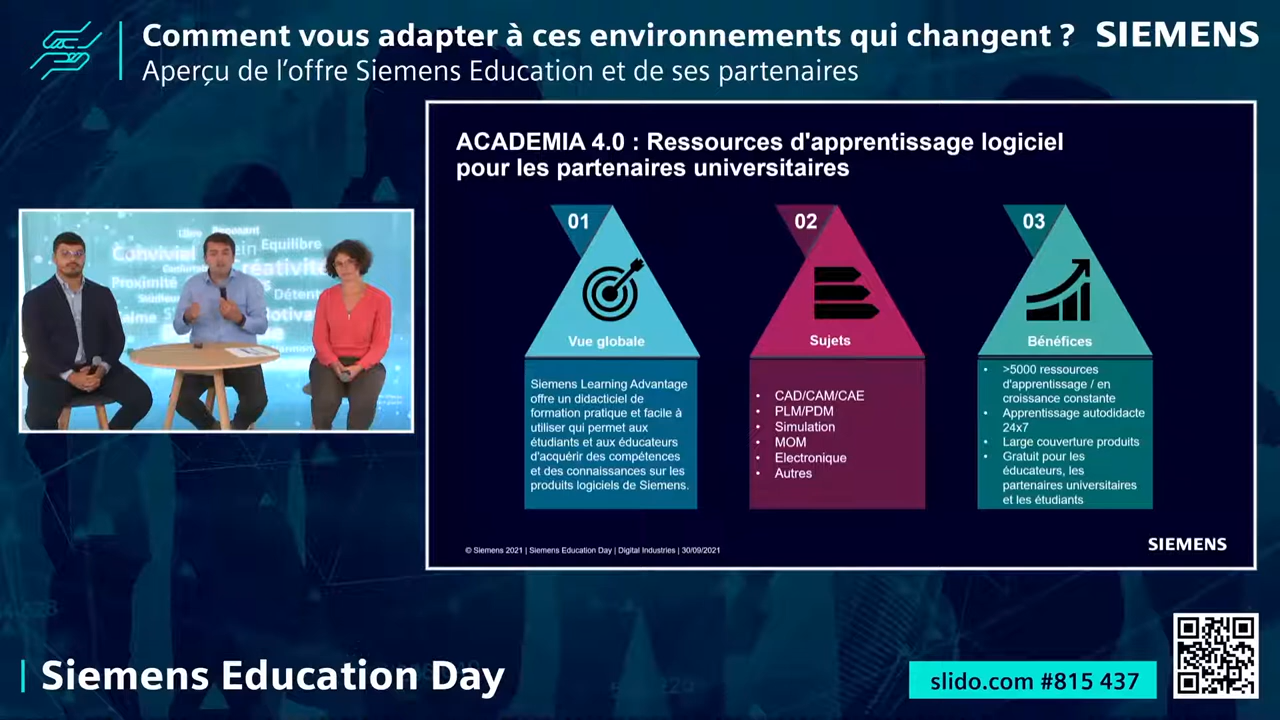 Comment vous adapter à ces environnements qui changent ?
SIEMENS
Aperçu de l'offre Siemens Education et de ses partenaires
ACADEMIA 4.0 : Ressources d'apprentissage logiciel
pour les partenaires universitaires
01
Vue globale
Siemens Learning Advantage
offre un didacticiel de
formation pratique et facile à
utiliser qui permet aux
étudiants et aux éducateurs
d'acquérir des compétences
et des connaissances sur les
produits logiciels de Siemens.
02
Sujets
• CAD/CAM/CAE
• PLM/PDM
• Simulation
• MOM
• Electronique
• Autres
03
Bénéfices
• >5000 ressources
d'apprentissage / en
croissance constante
• Apprentissage autodidacte
24x7
• Large couverture produits
• Gratuit pour les
éducateurs, les
partenaires universitaires
et les étudiants
© Siemens 2021 | Siemens Education Day | Digital Industries | 30/09/2021
SIEMENS
Convivial
Equilibre
Proximité
Siemens Education Day
slido.com #815 437